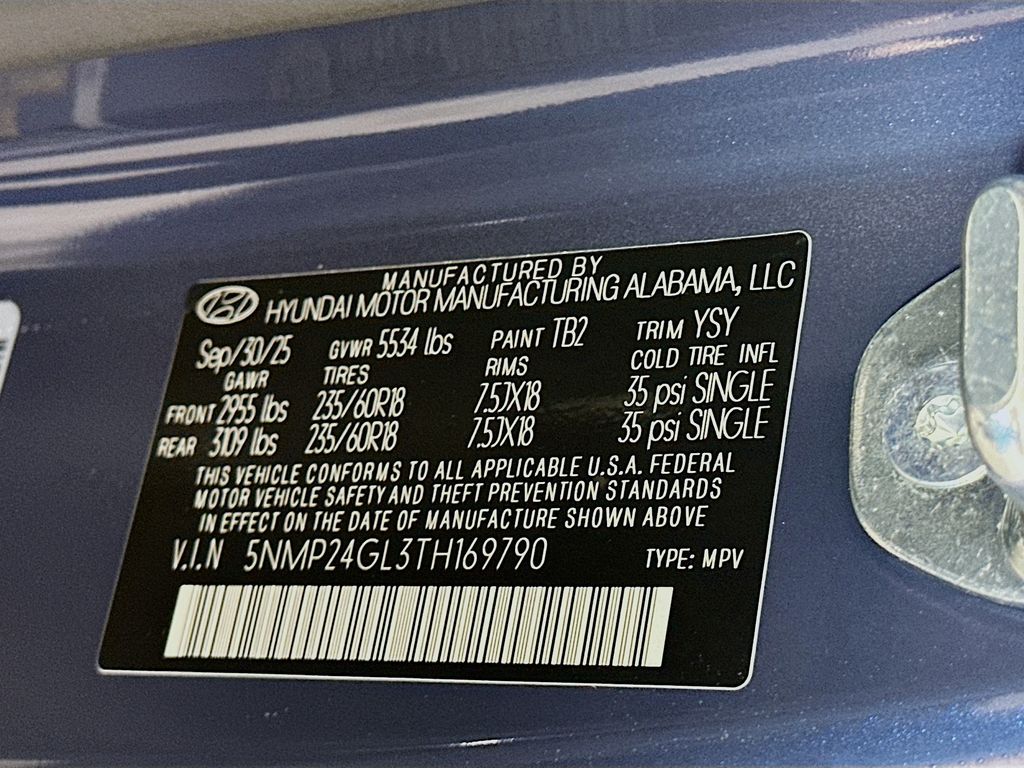 MANUFACTURED BY
HYUNDAI MOTOR MANUFACTURING ALABAMA, LLC
Sep/30/25 GVWR 5534 lbs PAINT TB2 TRIM YSY
GAWR TIRES RIMS COLD TIRE INFL
FRONT 2955 lbs 235/60R18 7.5JX18 35 psi SINGLE
REAR 3109 lbs 235/60R18 7.5JX18 35 psi SINGLE
THIS VEHICLE CONFORMS TO ALL APPLICABLE U.S.A. FEDERAL
MOTOR VEHICLE SAFETY AND THEFT PREVENTION STANDARDS
IN EFFECT ON THE DATE OF MANUFACTURE SHOWN ABOVE
V.I.N 5NMP24GL3TH169790 TYPE: MPV